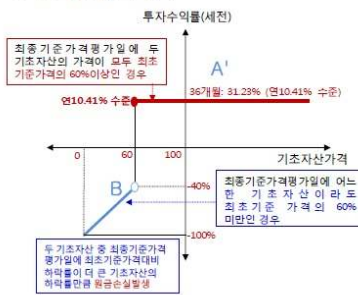 투자수익률(세전)
최종기준가격평가일에 두
기초자산의 가격이 모두 최초
기준가격의 60%이상인 경우
A'
36개월: 31.23% (연10.41% 수준)
연10.41% 수준
0
60
100
기초자산가격
B
-40%
최종기준가격평가일에 어느
한 기초자산이라도
최초기준 가격의 60%
미만인 경우
-100%
두 기초자산 중 최종기준가격
평가일에 최초기준가격대비
하락률이 더 큰 기초자산의
하락률만큼 원금손실발생